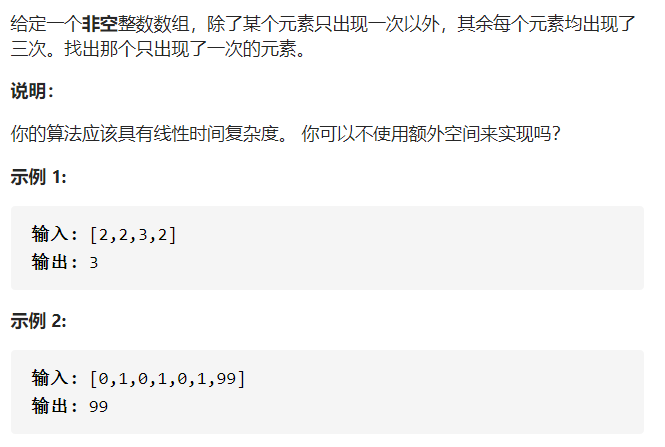 给定一个非空整数数组，除了某个元素只出现一次以外，其余每个元素均出现了
三次。找出那个只出现了一次的元素。
说明：
你的算法应该具有线性时间复杂度。 你可以不使用额外空间来实现吗？
示例 1:
输入: [2,2,3,2]
输出: 3
示例 2:
输入: [0,1,0,1,0,1,99]
输出: 99